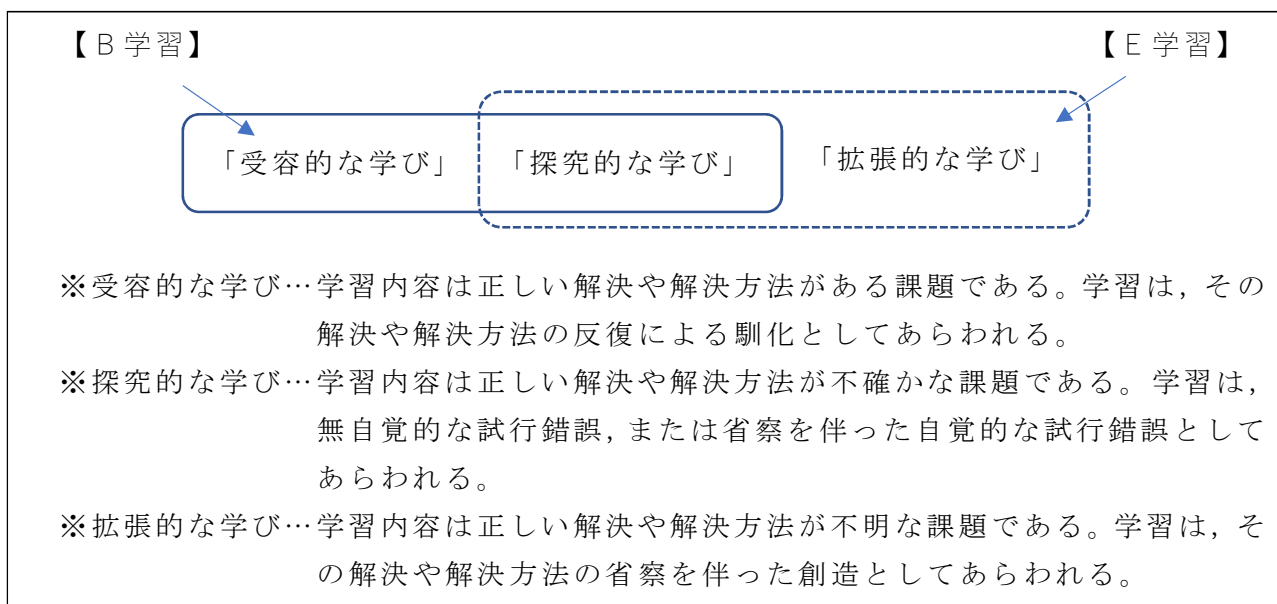 【B学習】 【E学習】
「受容的な学び」 「探究的な学び」 「拡張的な学び」
※受容的な学び…学習内容は正しい解決や解決方法がある課題である。学習は,その
解決や解決方法の反復による馴化としてあらわれる。
※探究的な学び…学習内容は正しい解決や解決方法が不確かな課題である。学習は,
無自覚的な試行錯誤,または省察を伴った自覚的な試行錯誤として
あらわれる。
※拡張的な学び…学習内容は正しい解決や解決方法が不明な課題である。学習は,そ
の解決や解決方法の省察を伴った創造としてあらわれる。